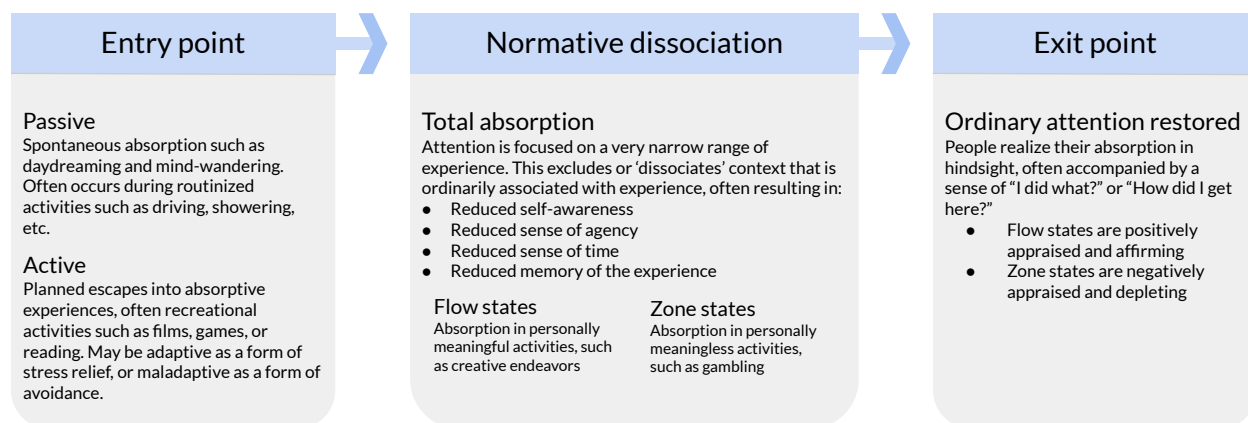 Entry point
Passive
Spontaneous absorption such as
daydreaming and mind-wandering.
Often occurs during routinized
activities such as driving, showering,
etc.
Active
Planned escapes into absorptive
experiences, often recreational
activities such as films, games, or
reading. May be adaptive as a form of
stress relief, or maladaptive as a form of
avoidance.
Normative dissociation
Total absorption
Attention is focused on a very narrow range of
experience. This excludes or ‘dissociates’ context that is
ordinarily associated with experience, often resulting in:
● Reduced self-awareness
● Reduced sense of agency
● Reduced sense of time
● Reduced memory of the experience
Flow states
Absorption in personally
meaningful activities, such
as creative endeavors
Zone states
Absorption in personally
meaningless activities,
such as gambling
Exit point
Ordinary attention restored
People realize their absorption in
hindsight, often accompanied by a
sense of “I did what?” or “How did I get
here?”
● Flow states are positively
appraised and affirming
● Zone states are negatively
appraised and depleting